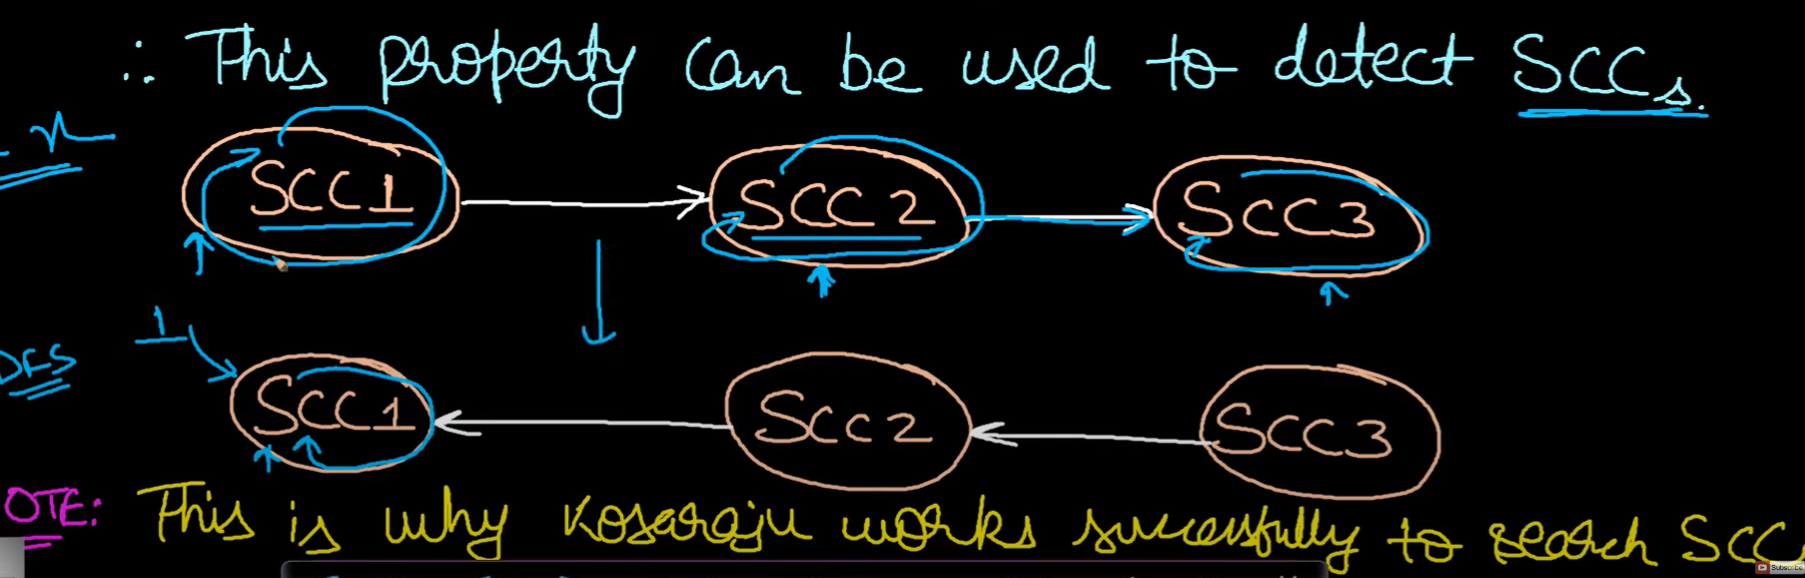 ∴ This property can be used to detect SCCs.
SCC1 SCC2 SCC3
1
DFS
SCC1 SCC2 SCC3
OTE: This is why Kosaraju works successfully to search SCC
Subscribe